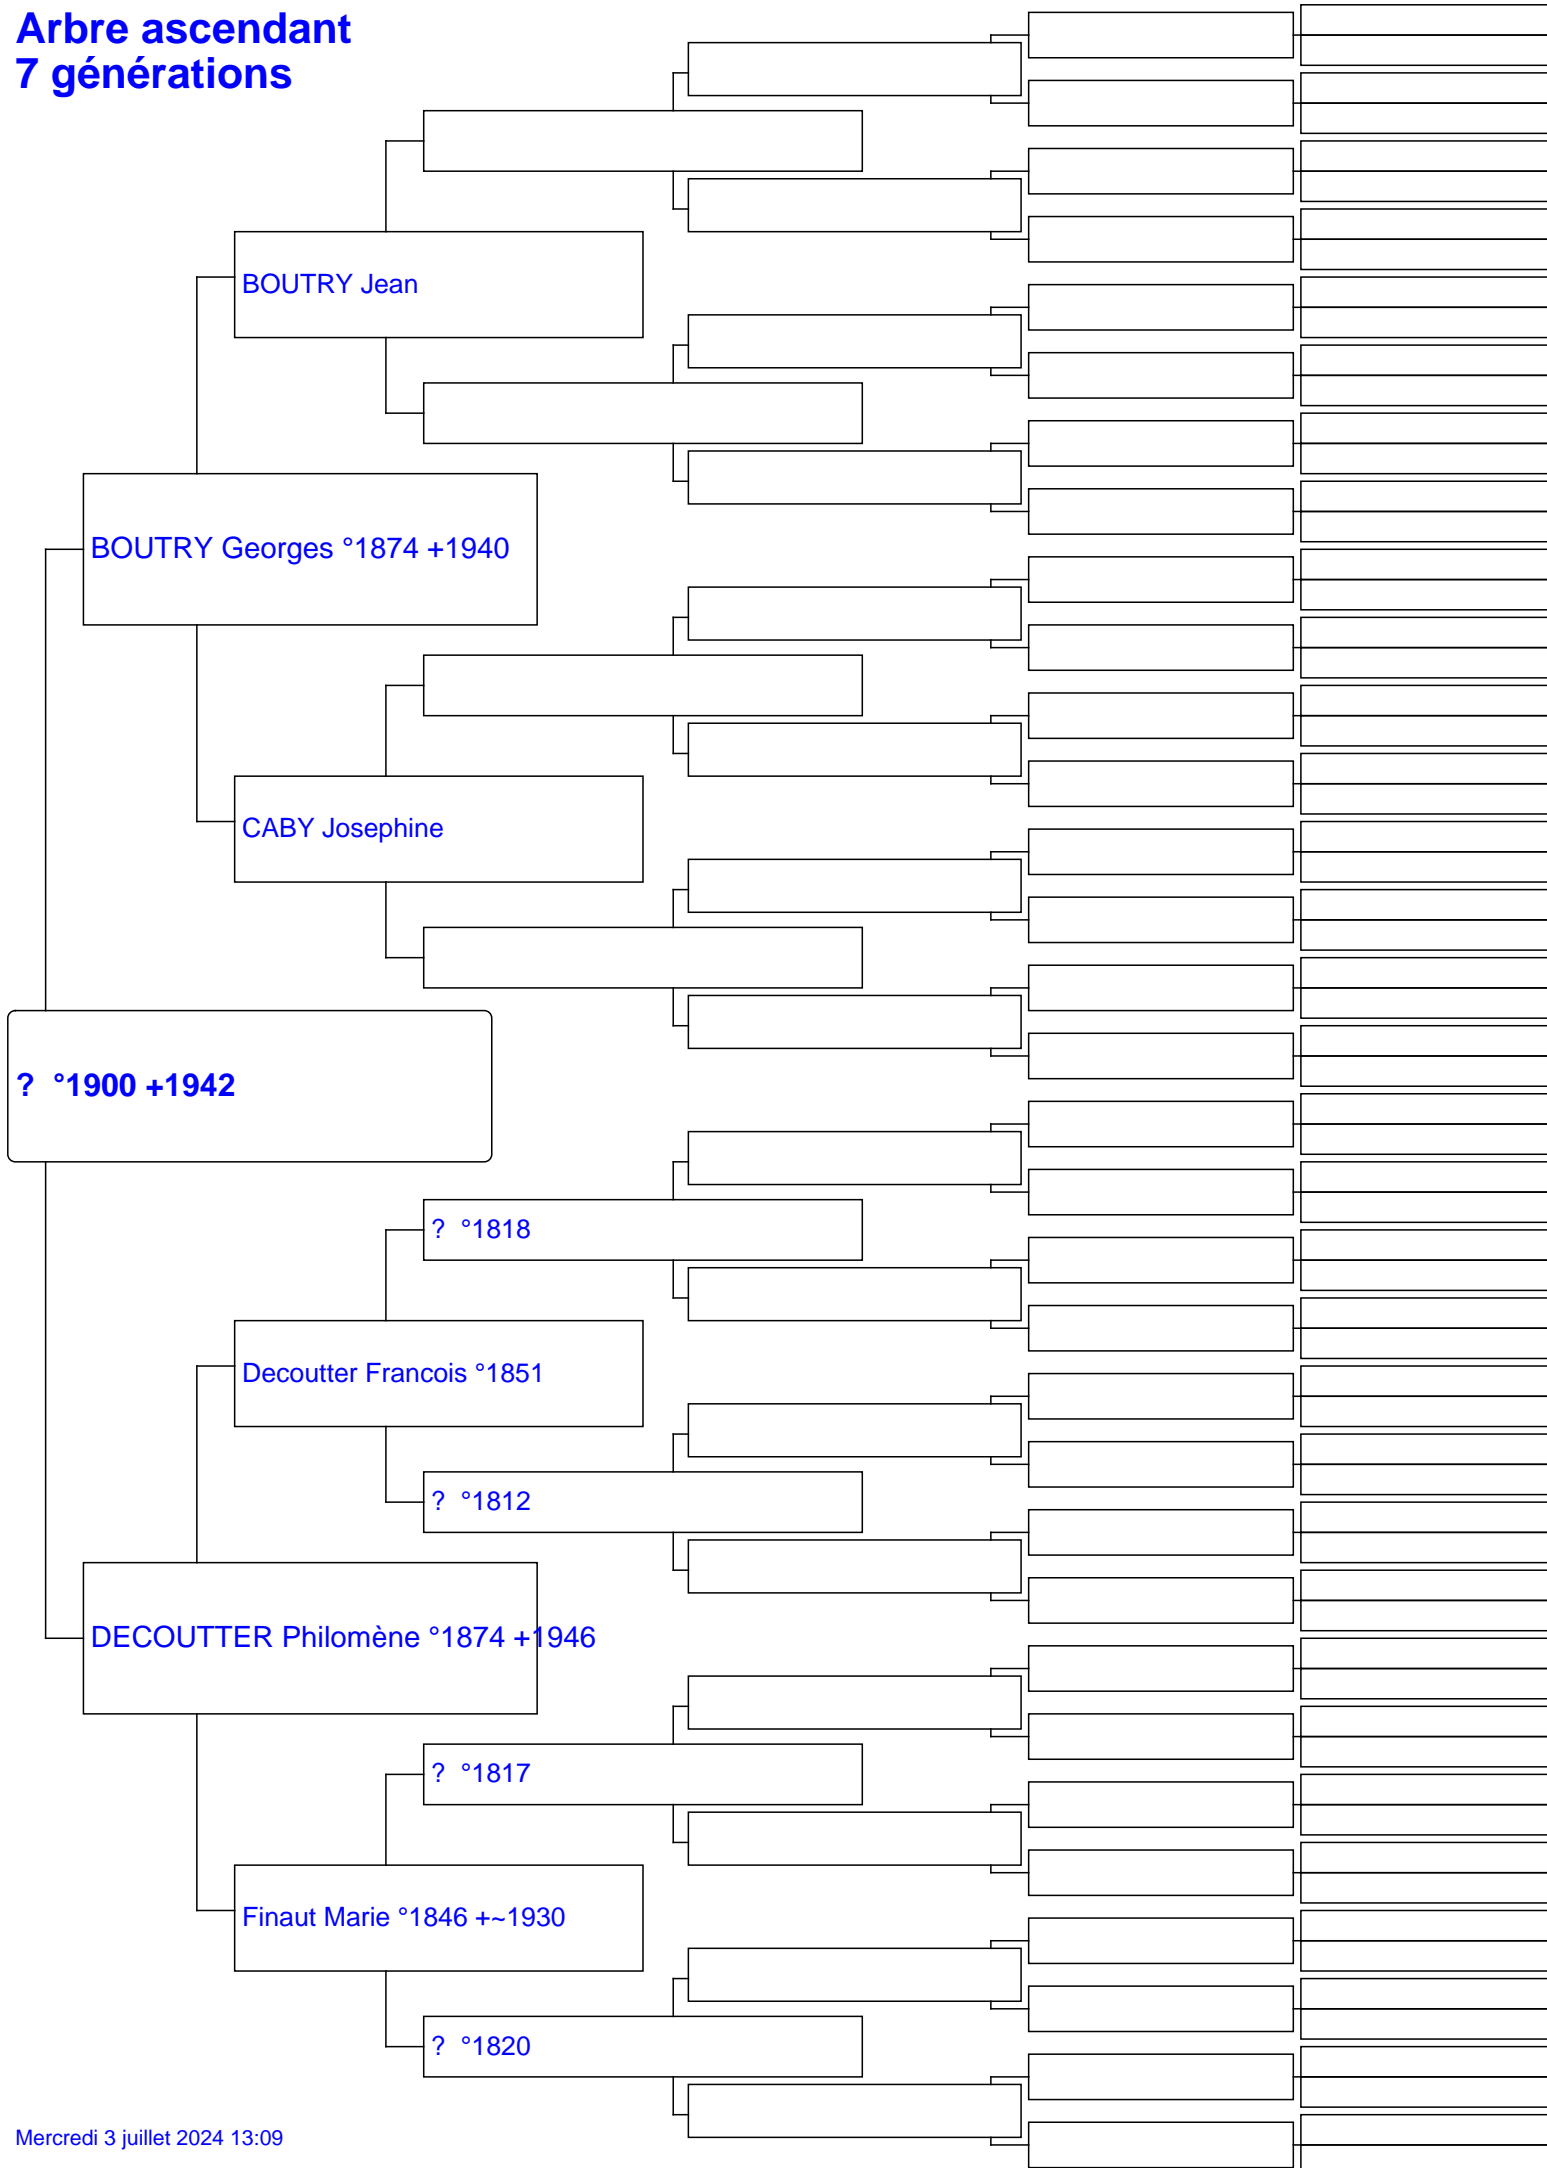 Arbre ascendant
7 générations
BOUTRY Jean
BOUTRY Georges °1874 +1940
CABY Josephine
? °1900 +1942
? °1818
Decoutter Francois °1851
? °1812
DECOUTTER Philomène °1874 +1946
? °1817
Finaut Marie °1846 +~1930
? °1820
Mercredi 3 juillet 2024 13:09